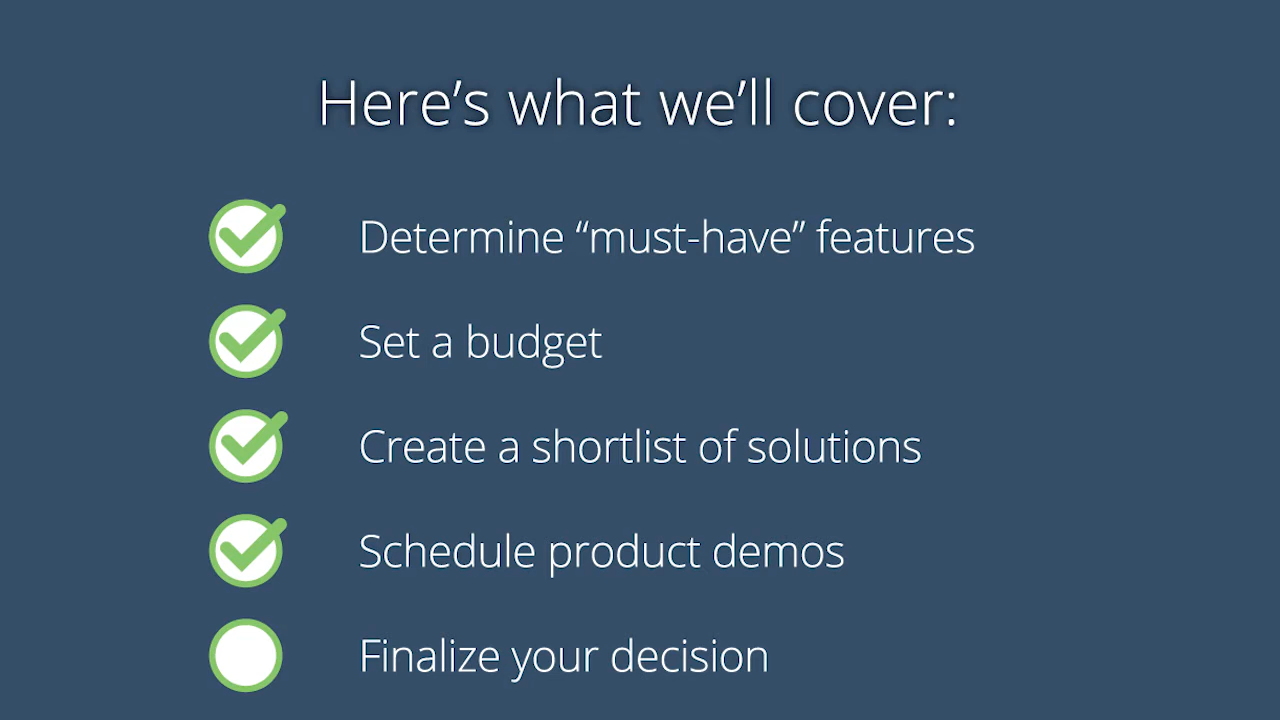 Here’s what we’ll cover:
Determine “must-have” features
Set a budget
Create a shortlist of solutions
Schedule product demos
Finalize your decision